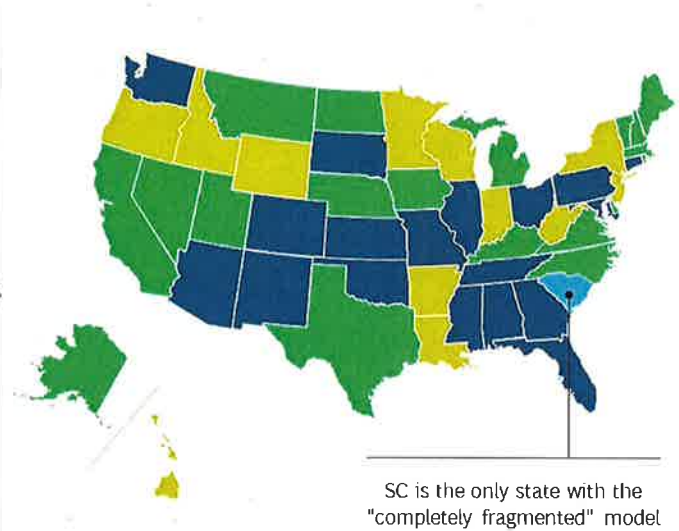 SC is the only state with the
"completely fragmented" model